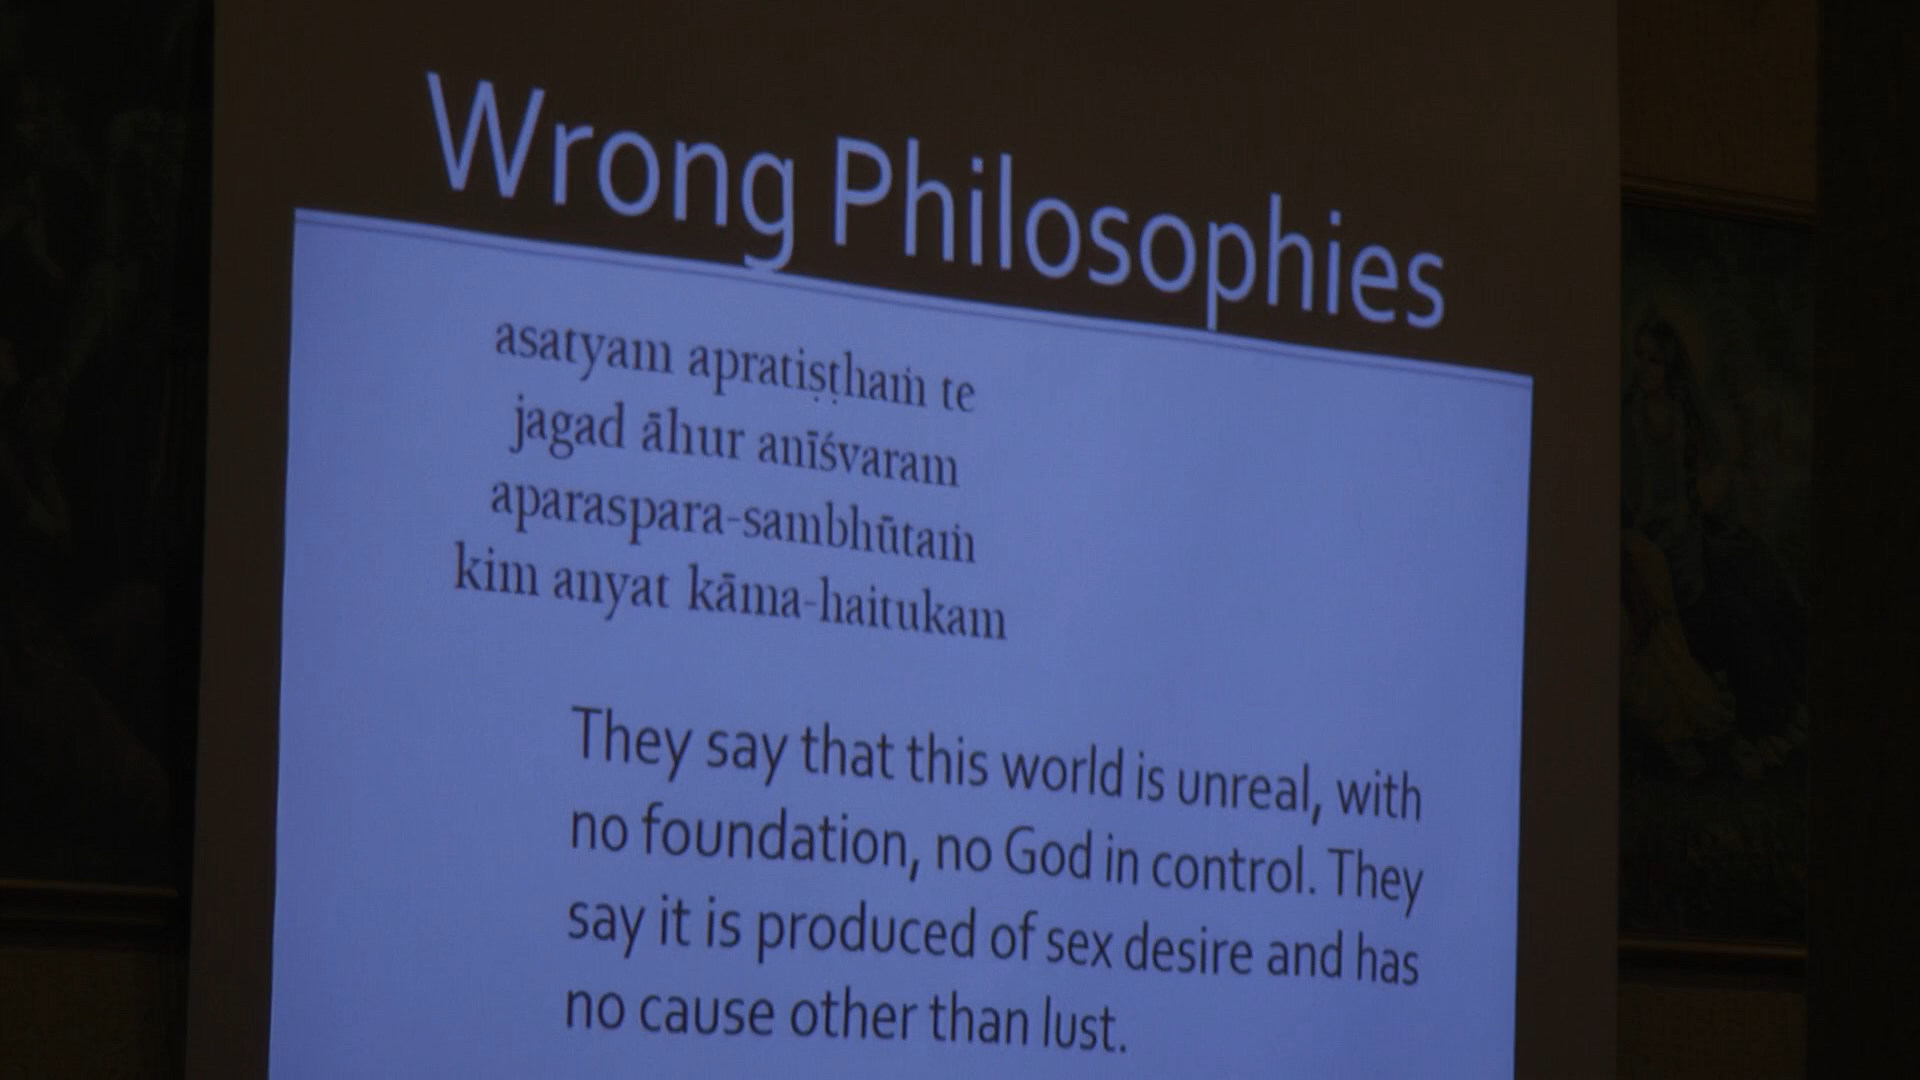 Wrong Philosophies
asatyam apratiṣṭhaṁ te
jagad āhur anīśvaram
aparaspara-sambhūtaṁ
kim anyat kāma-haitukam
They say that this world is unreal, with
no foundation, no God in control. They
say it is produced of sex desire and has
no cause other than lust.